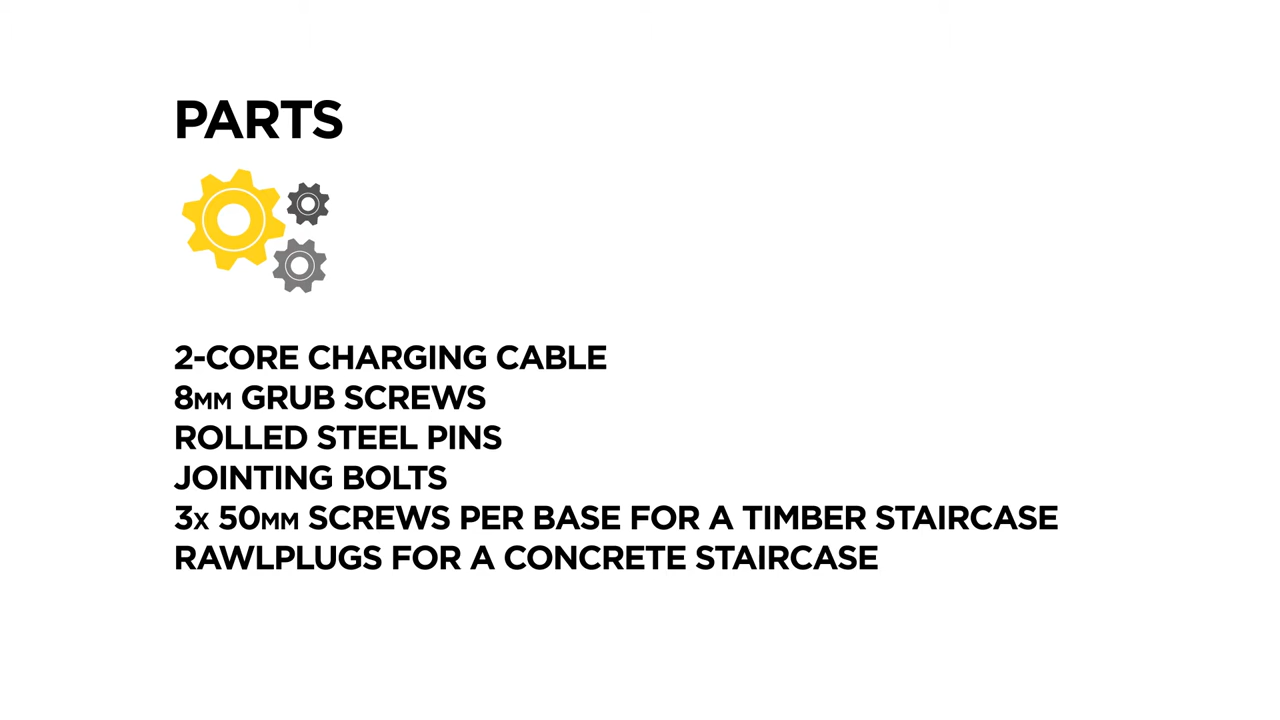 PARTS
2-CORE CHARGING CABLE
8MM GRUB SCREWS
ROLLED STEEL PINS
JOINTING BOLTS
3X 50MM SCREWS PER BASE FOR A TIMBER STAIRCASE
RAWLPLUGS FOR A CONCRETE STAIRCASE